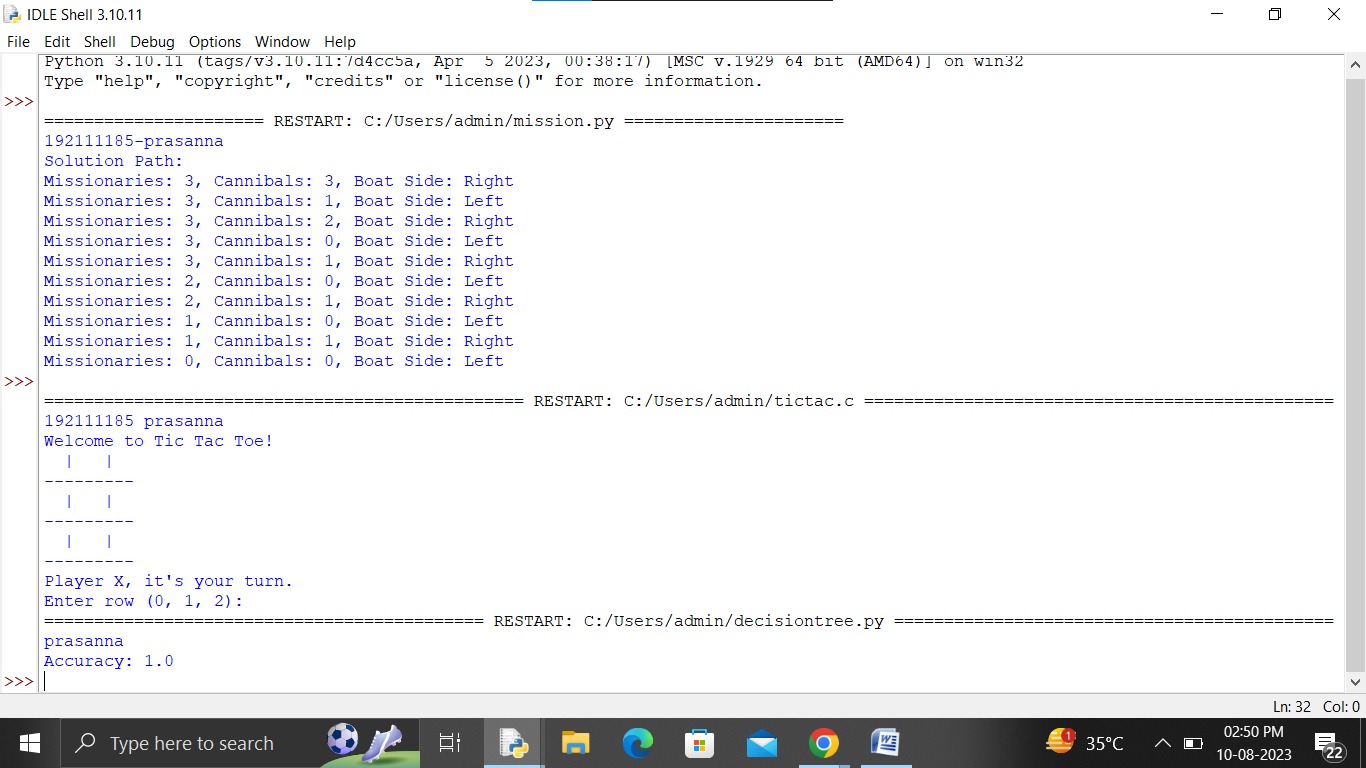 IDLE Shell 3.10.11
File Edit Shell Debug Options Window Help
Python 3.10.11 (tags/v3.10.11:7d4cc5a, Apr  5 2023, 00:38:17) [MSC v.1929 64 bit (AMD64)] on win32
Type "help", "copyright", "credits" or "license()" for more information.
>>>
====================== RESTART: C:/Users/admin/mission.py ======================
192111185-prasanna
Solution Path:
Missionaries: 3, Cannibals: 3, Boat Side: Right
Missionaries: 3, Cannibals: 1, Boat Side: Left
Missionaries: 3, Cannibals: 2, Boat Side: Right
Missionaries: 3, Cannibals: 0, Boat Side: Left
Missionaries: 3, Cannibals: 1, Boat Side: Right
Missionaries: 2, Cannibals: 0, Boat Side: Left
Missionaries: 2, Cannibals: 1, Boat Side: Right
Missionaries: 1, Cannibals: 0, Boat Side: Left
Missionaries: 1, Cannibals: 1, Boat Side: Right
Missionaries: 0, Cannibals: 0, Boat Side: Left
>>>
================================================ RESTART: C:/Users/admin/tictac.c ===============================================
192111185 prasanna
Welcome to Tic Tac Toe!
  |   |
---------
  |   |
---------
  |   |
---------
Player X, it's your turn.
Enter row (0, 1, 2):
============================================ RESTART: C:/Users/admin/decisiontree.py ============================================
prasanna
Accuracy: 1.0
>>>
Ln: 32 Col: 0
Type here to search
1
35°C
02:50 PM
10-08-2023
22